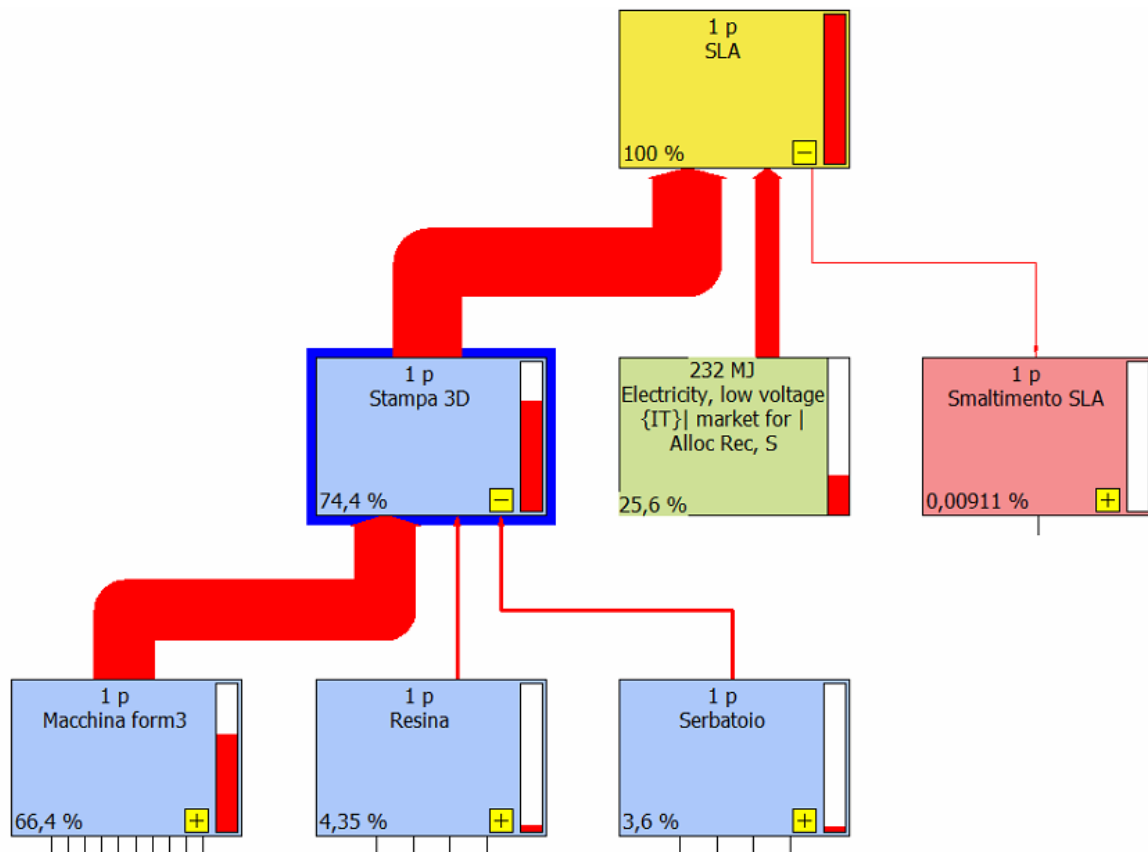 1 p
SLA
100 %
−
1 p
Stampa 3D
74,4 %
−
232 MJ
Electricity, low voltage
{IT}| market for |
Alloc Rec, S
25,6 %
1 p
Smaltimento SLA
0,00911 %
+
1 p
Macchina form3
66,4 %
+
1 p
Resina
4,35 %
+
1 p
Serbatoio
3,6 %
+